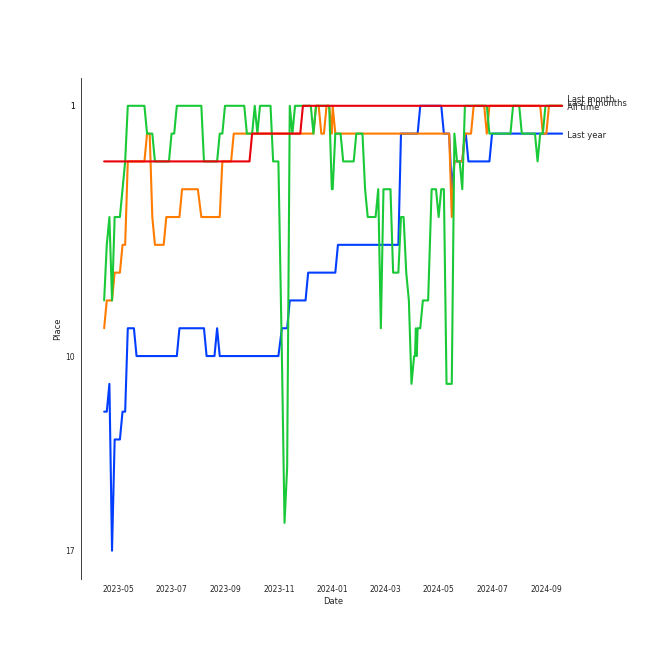 Last month
Last 6 months
All time
Last year
1
10
17
Place
2023-05 2023-07 2023-09 2023-11 2024-01 2024-03 2024-05 2024-07 2024-09
Date